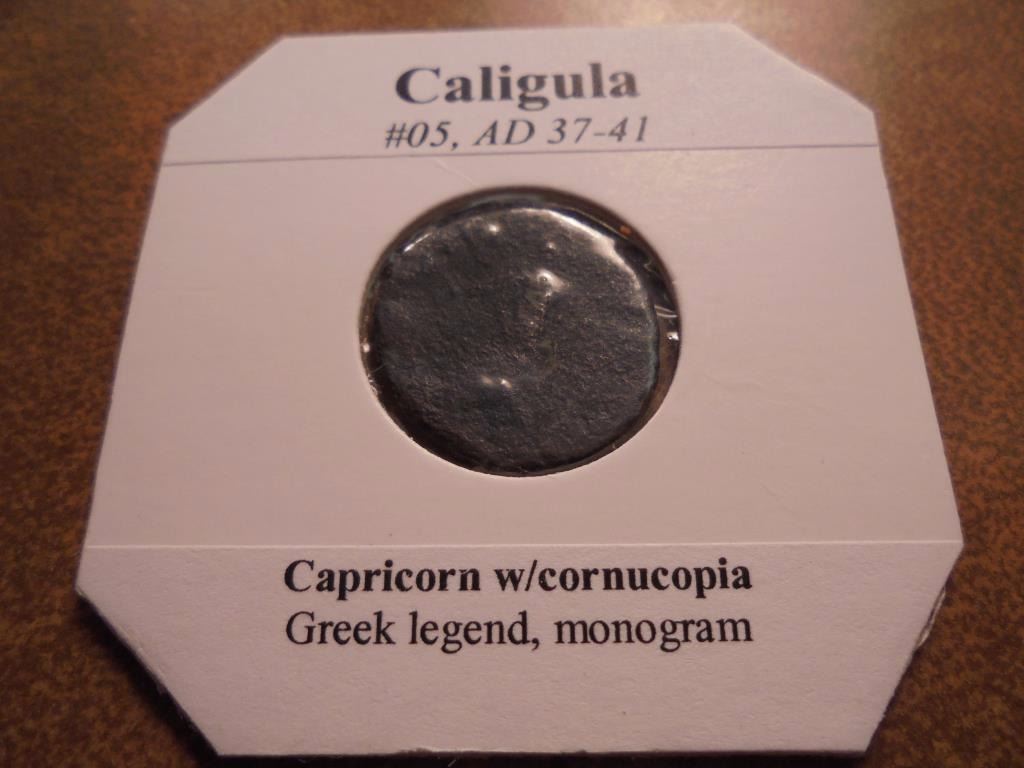 Caligula
#05, AD 37-41
Capricorn w/cornucopia
Greek legend, monogram